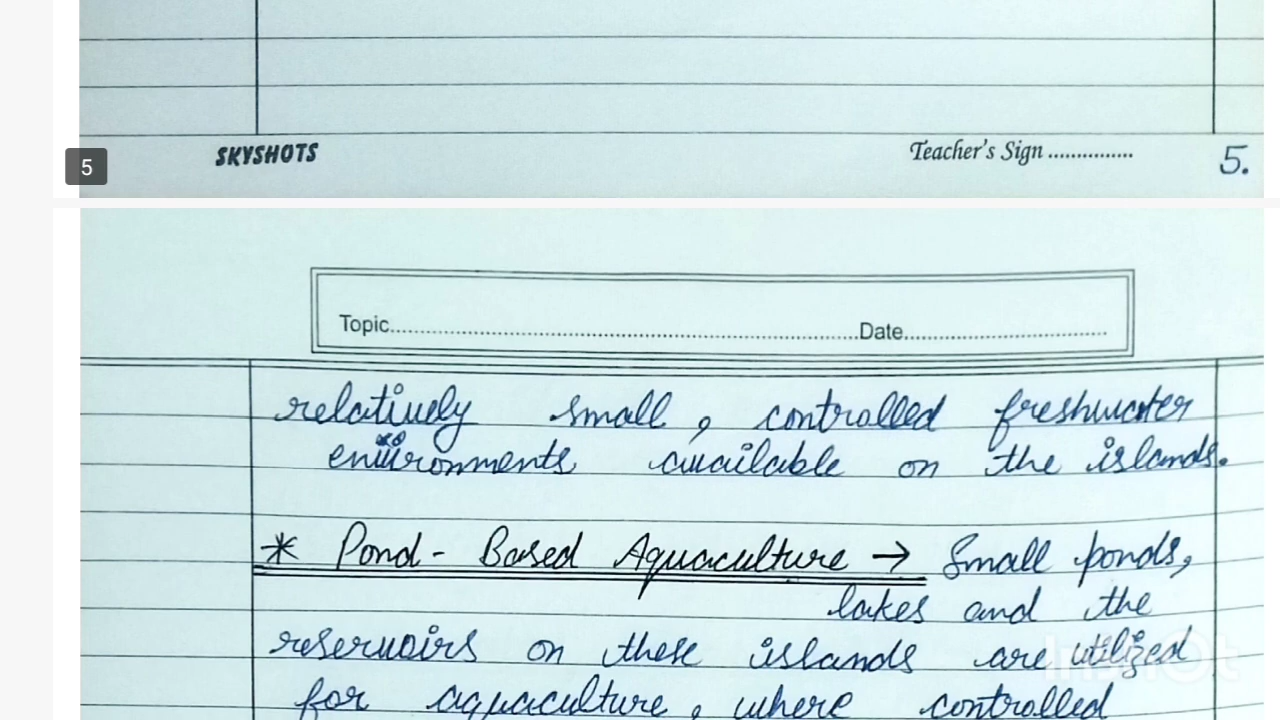 5
SKYSHOTS
Teacher's Sign ...............
5.
Topic..............................................................................Date..................................
relatively small, controlled freshwater
environments available on the islands.
* Pond - Based Aquaculture → Small ponds,
lakes and the
reservoirs on these islands are utilized
for aquaculture, where controlled